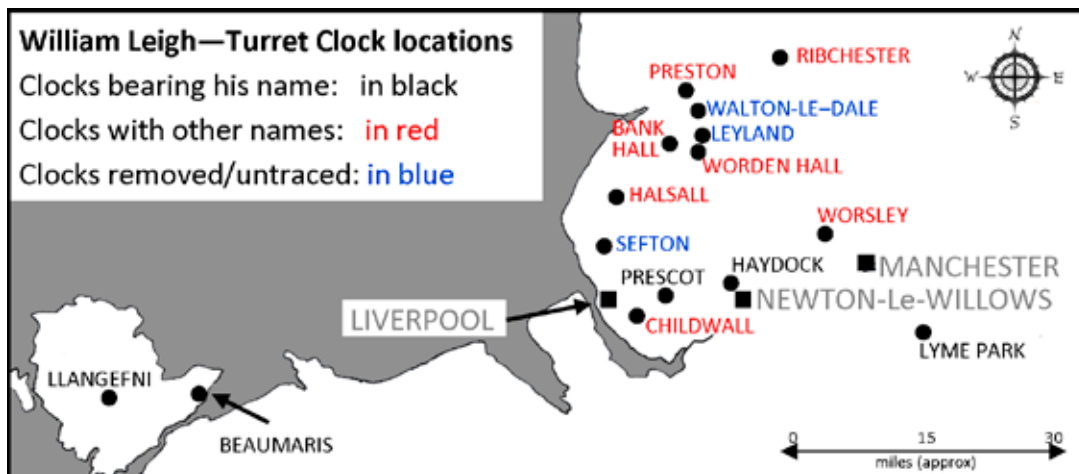 William Leigh—Turret Clock locations
Clocks bearing his name: in black
Clocks with other names: in red
Clocks removed/untraced: in blue
RIBCHESTER
PRESTON
WALTON-LE–DALE
BANK
HALL
LEYLAND
WORDEN HALL
HALSALL
WORSLEY
SEFTON
PRESCOT
HAYDOCK
MANCHESTER
NEWTON-Le-WILLOWS
LIVERPOOL
CHILDWALL
LYME PARK
LLANGEFNI
BEAUMARIS
N
W E
S
0 15 30
miles (approx)